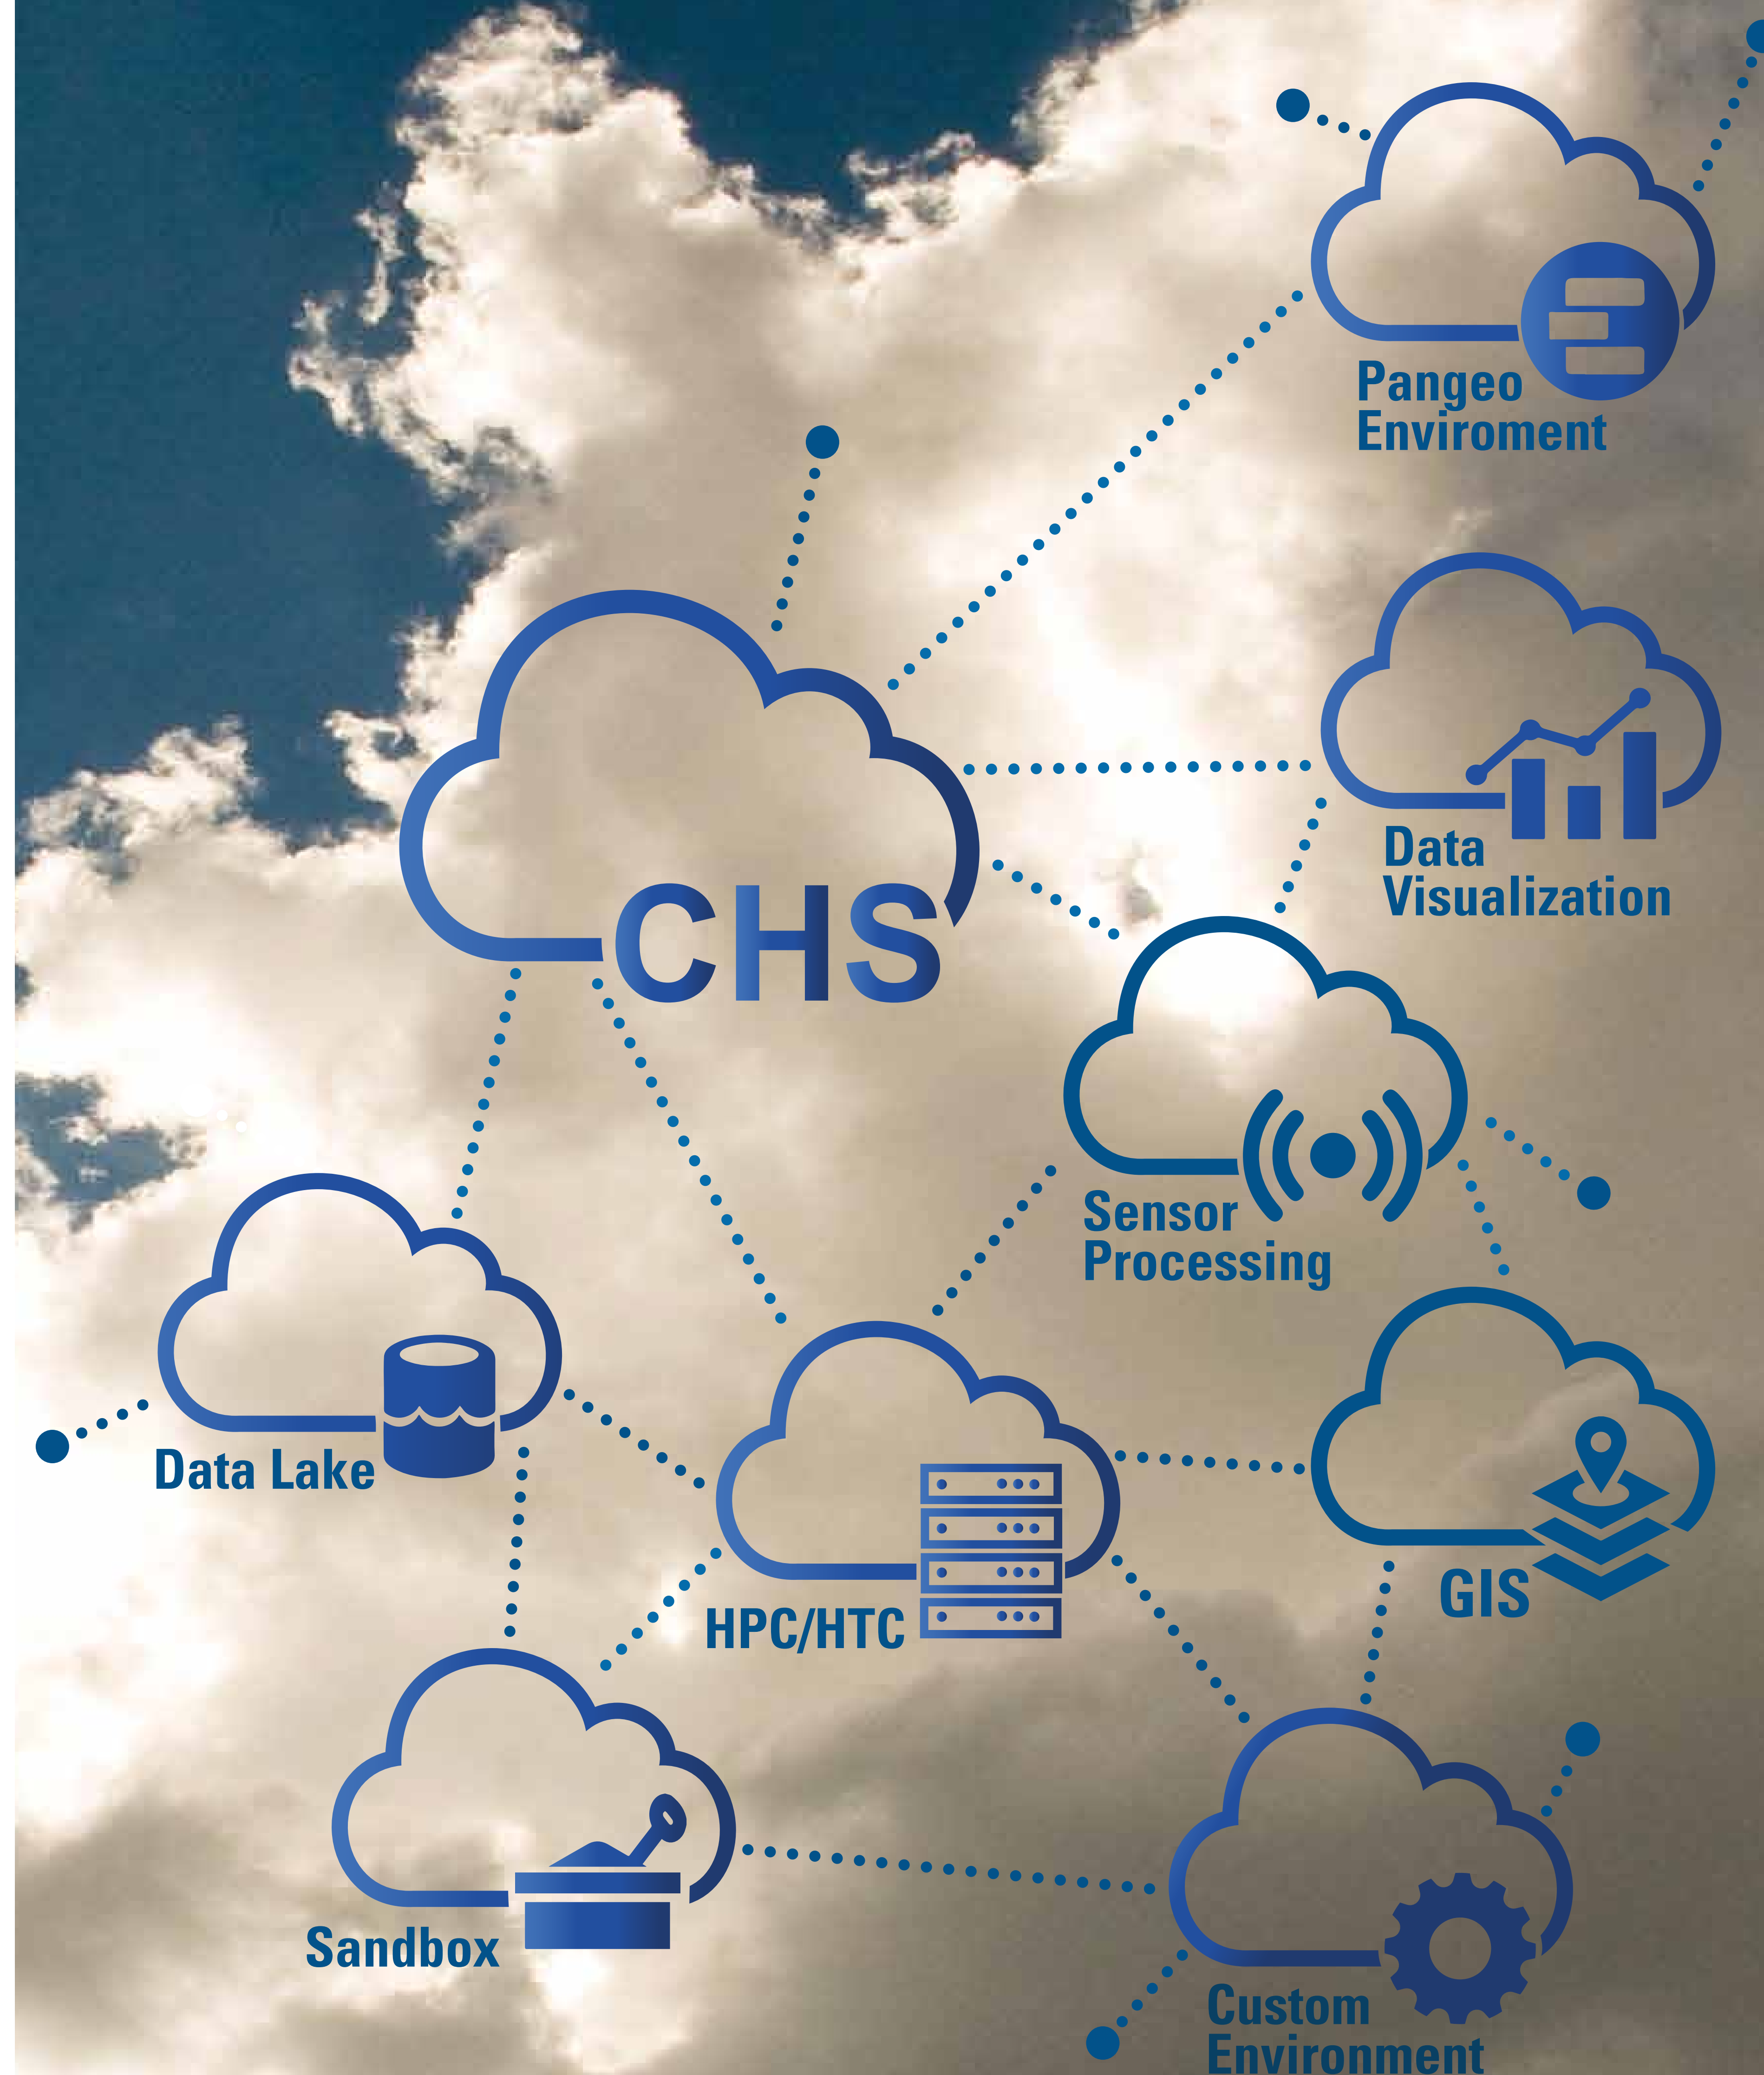 Pangeo
Enviroment
Data
Visualization
CHS
Sensor
Processing
Data Lake
GIS
HPC/HTC
Sandbox
Custom
Environment